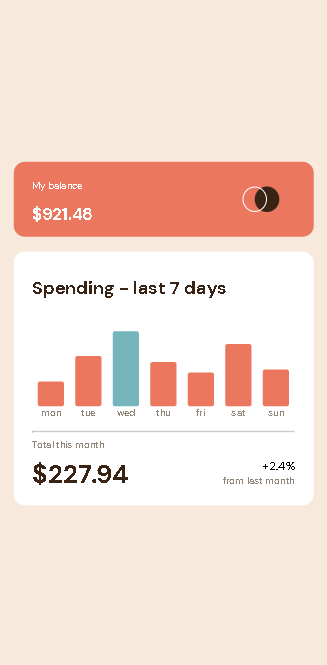 My balance
$921.48
Spending - last 7 days
mon tue wed thu fri sat sun
Total this month
$227.94
+2.4%
from last month